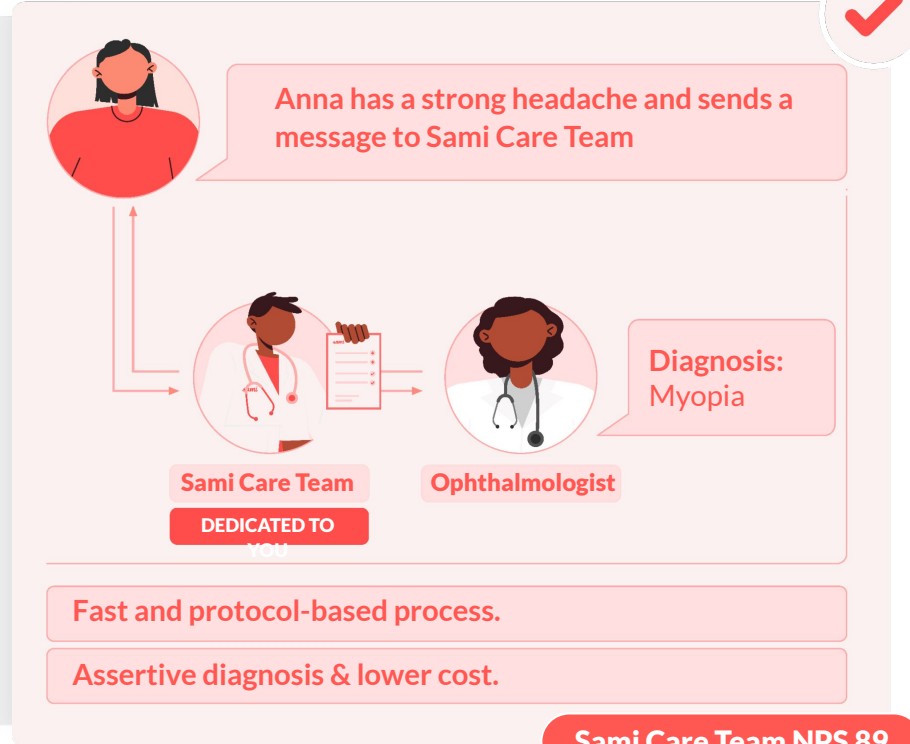 Anna has a strong headache and sends a
message to Sami Care Team
Diagnosis:
Myopia
Sami Care Team
Ophthalmologist
DEDICATED TO
YOU
Fast and protocol-based process.
Assertive diagnosis & lower cost.
Sami Care Team NPS 89